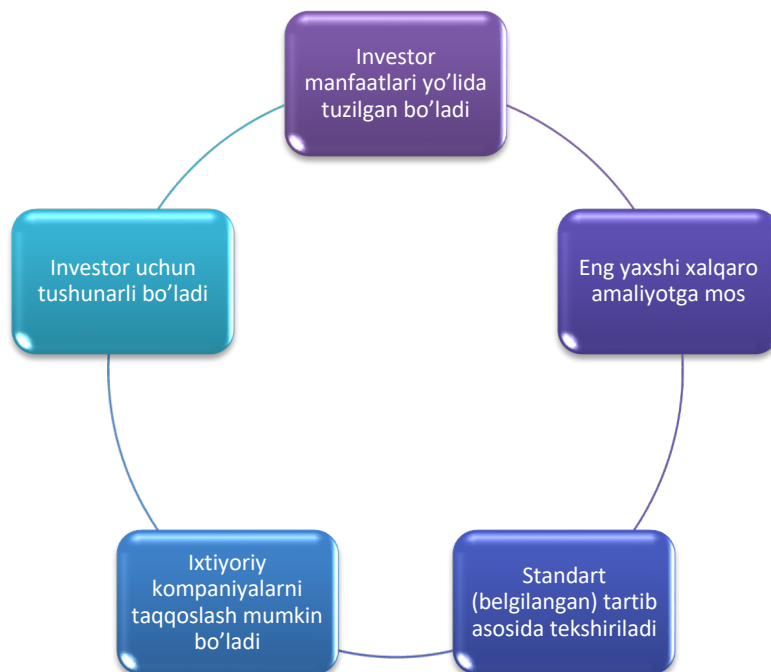 Investor
manfaatlari yo’lida
tuzilgan bo’ladi
Eng yaxshi xalqaro
amaliyotga mos
Standart
(belgilangan) tartib
asosida tekshiriladi
Ixtiyoriy
kompaniyalarni
taqqoslash mumkin
bo’ladi
Investor uchun
tushunarli bo’ladi